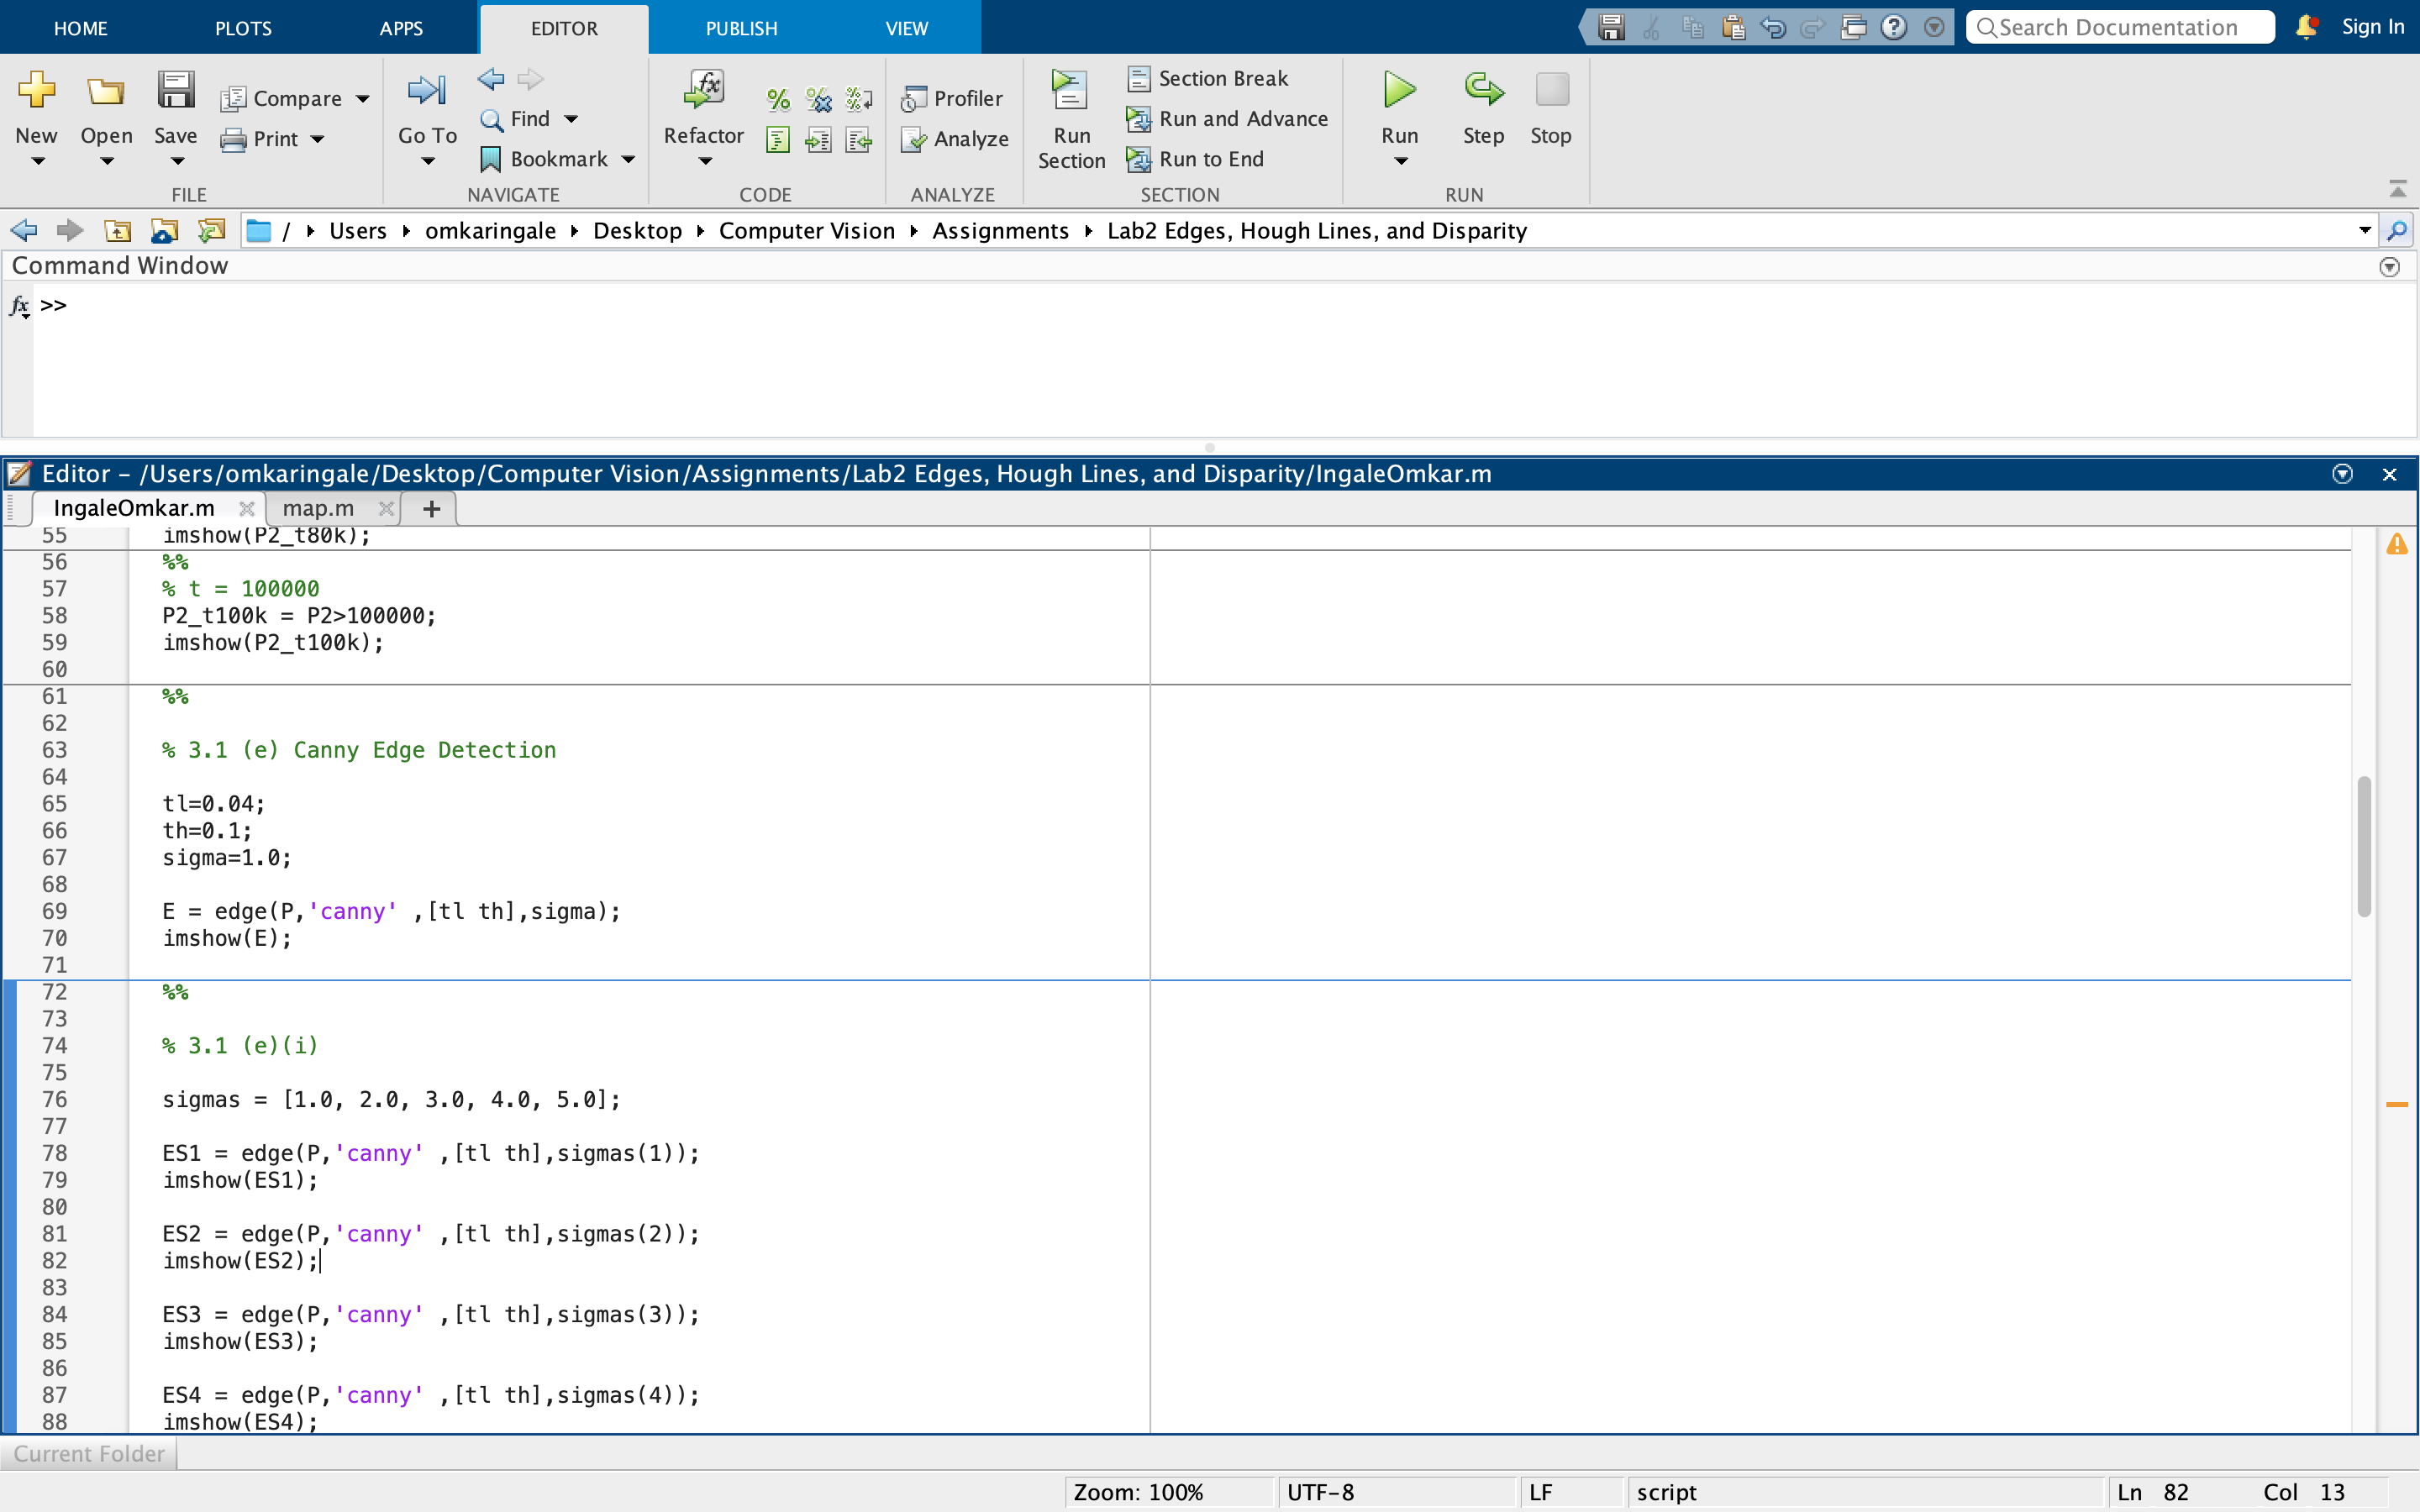 HOME PLOTS APPS EDITOR PUBLISH VIEW Search Documentation Sign In
New Open Save Compare Print
FILE
Go To Find Bookmark
NAVIGATE
Refactor
CODE
Profiler
Analyze
ANALYZE
Run Section
Section Break
Run and Advance
Run to End
SECTION
Run Step Stop
RUN
/ Users omkaringale Desktop Computer Vision Assignments Lab2 Edges, Hough Lines, and Disparity
Command Window
fx >>
Editor – /Users/omkaringale/Desktop/Computer Vision/Assignments/Lab2 Edges, Hough Lines, and Disparity/IngaleOmkar.m
IngaleOmkar.m map.m +
55 imshow(P2_t80k);
56 %%
57 % t = 100000
58 P2_t100k = P2>100000;
59 imshow(P2_t100k);
60
61 %%
62
63 % 3.1 (e) Canny Edge Detection
64
65 tl=0.04;
66 th=0.1;
67 sigma=1.0;
68
69 E = edge(P,'canny' ,[tl th],sigma);
70 imshow(E);
71
72 %%
73
74 % 3.1 (e)(i)
75
76 sigmas = [1.0, 2.0, 3.0, 4.0, 5.0];
77
78 ES1 = edge(P,'canny' ,[tl th],sigmas(1));
79 imshow(ES1);
80
81 ES2 = edge(P,'canny' ,[tl th],sigmas(2));
82 imshow(ES2);
83
84 ES3 = edge(P,'canny' ,[tl th],sigmas(3));
85 imshow(ES3);
86
87 ES4 = edge(P,'canny' ,[tl th],sigmas(4));
88 imshow(ES4);
Current Folder
Zoom: 100% UTF-8 LF script Ln 82 Col 13